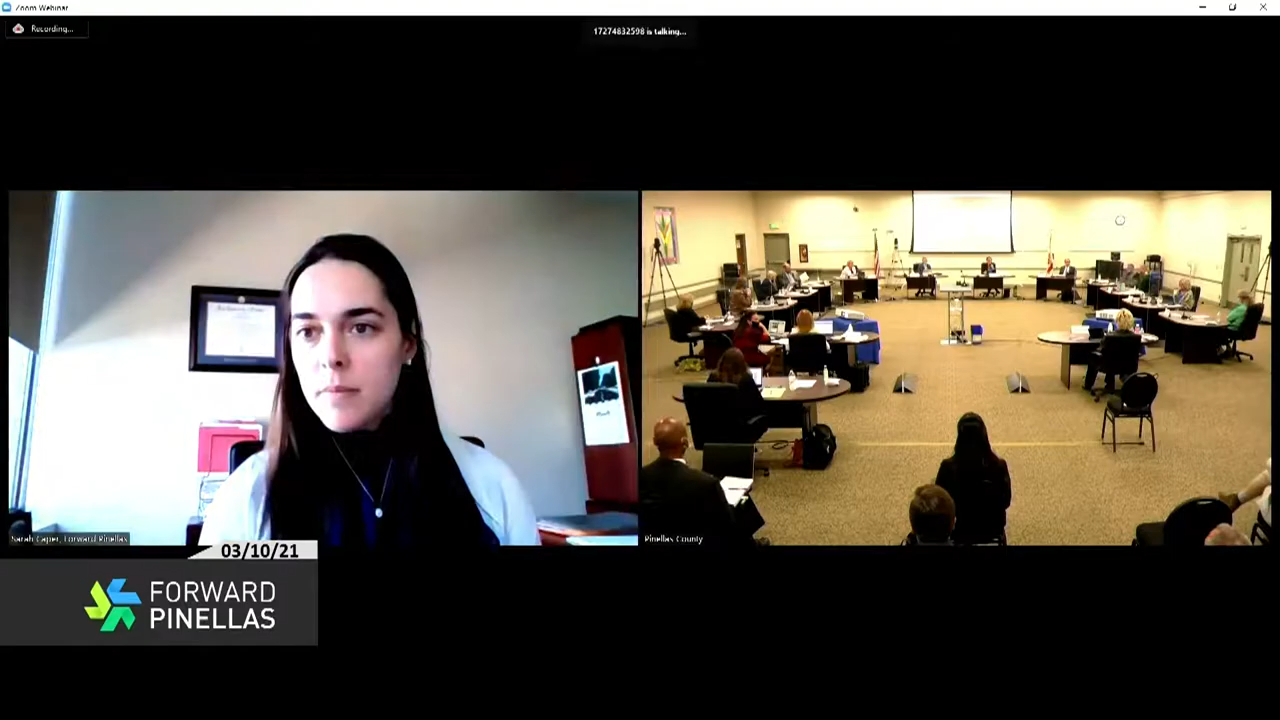 Zoom Webinar
Recording...
17274832598 is talking...
Sarah Caper, Forward Pinellas
Pinellas County
03/10/21
FORWARD
PINELLAS